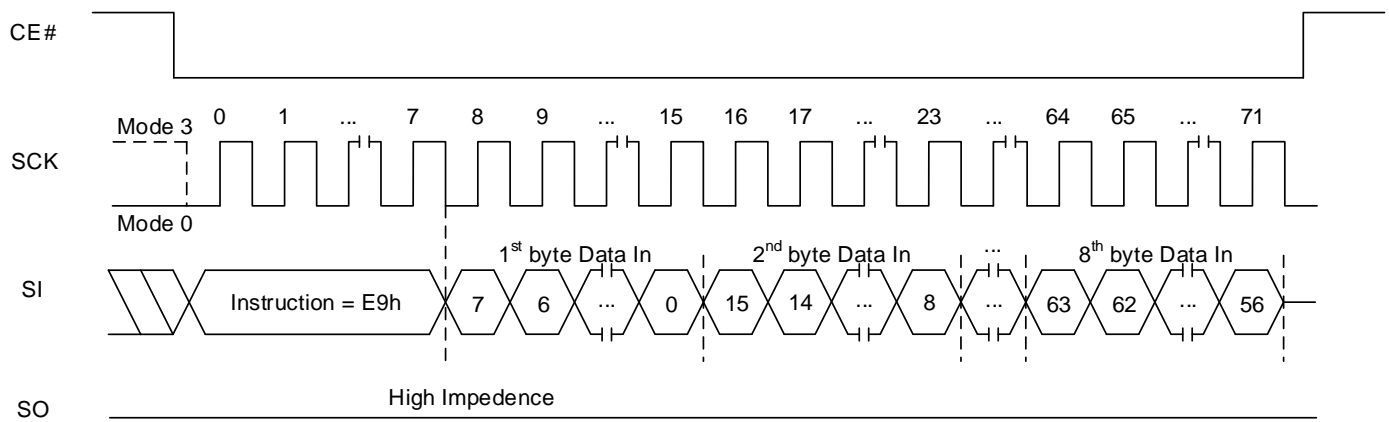 CE#
0 1 ... 7 8 9 ... 15 16 17 ... 23 ... 64 65 ... 71
Mode 3
SCK
Mode 0
1st byte Data In 2nd byte Data In ... 8th byte Data In
SI
Instruction = E9h 7 6 ... 0 15 14 ... 8 ... 63 62 ... 56
High Impedence
SO